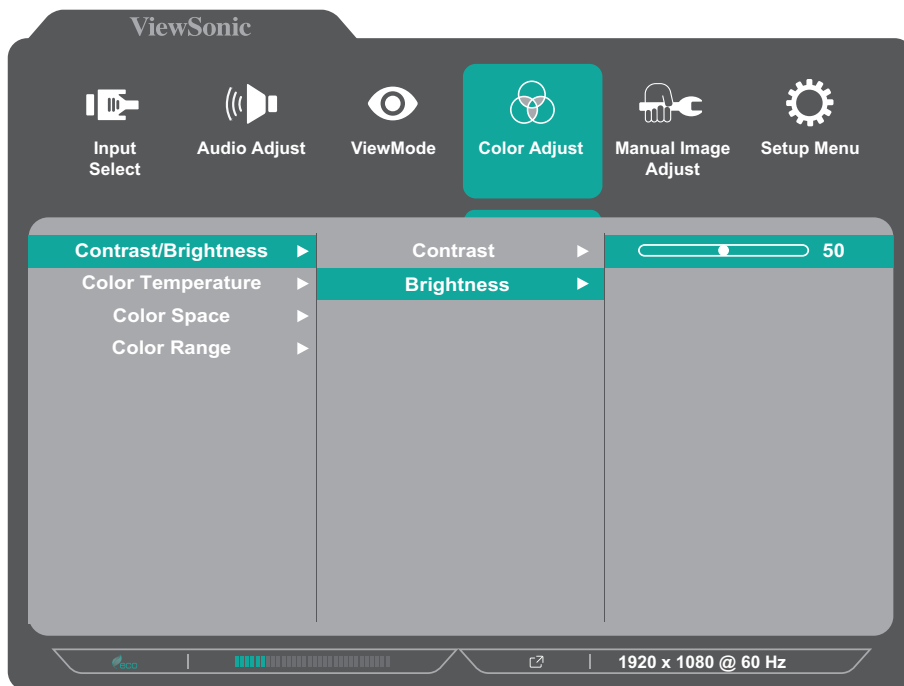 ViewSonic
Input Select
Audio Adjust
ViewMode
Color Adjust
Manual Image Adjust
Setup Menu
Contrast/Brightness
Contrast
50
Color Temperature
Brightness
Color Space
Color Range
eco
1920 x 1080 @ 60 Hz